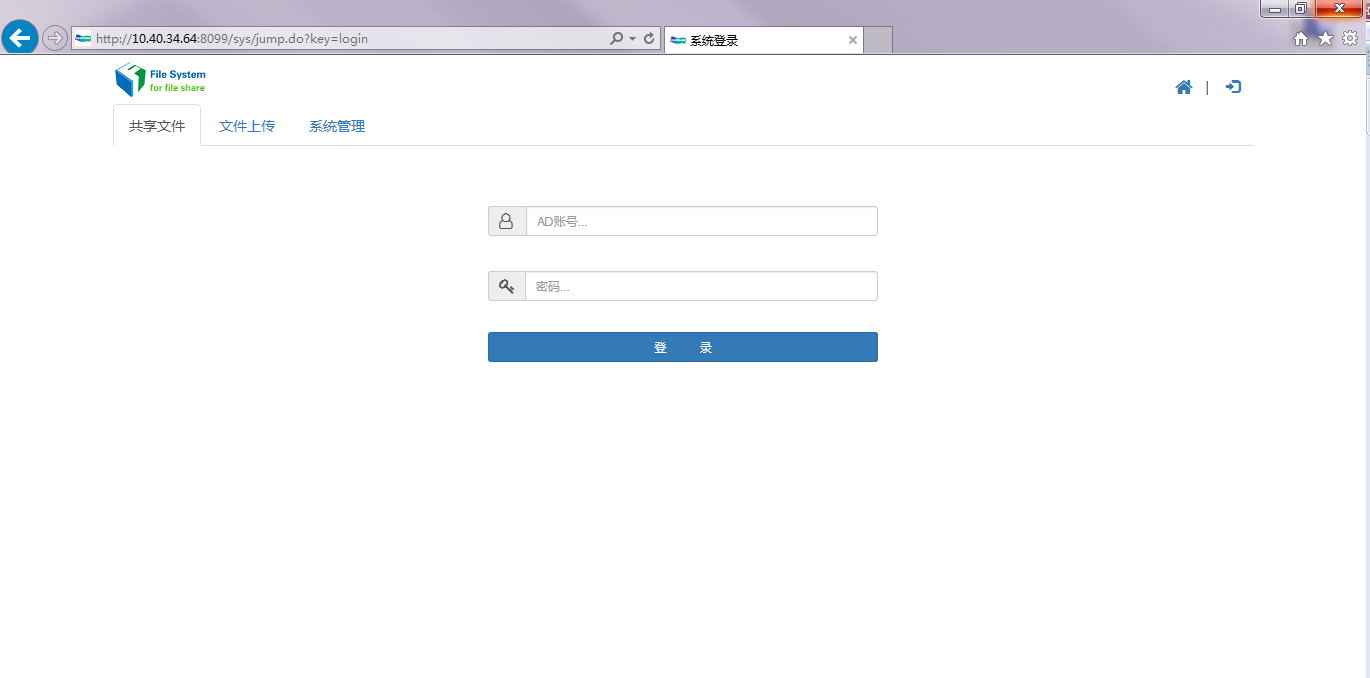 http://10.40.34.64:8099/sys/jump.do?key=login
系统登录
File System
for file share
共享文件 文件上传 系统管理
AD账号...
密码...
登 录